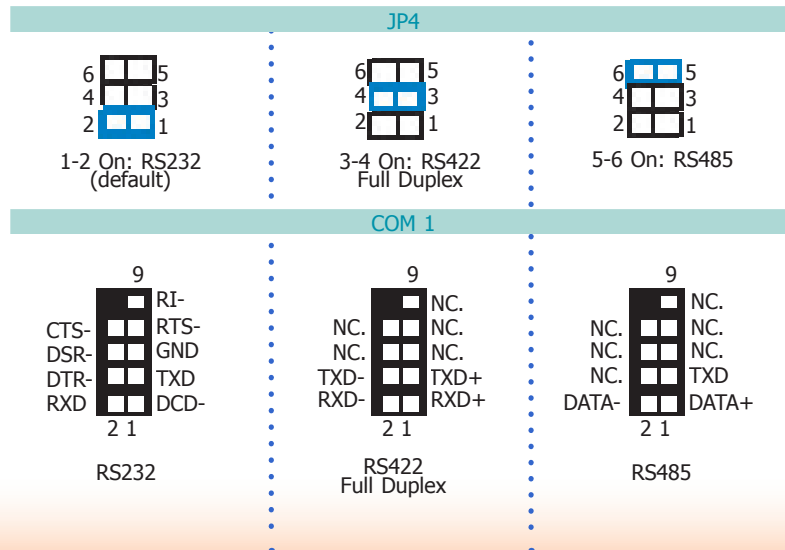 JP4
6 5 6 5 6 5
4 3 4 3 4 3
2 1 2 1 2 1
1-2 On: RS232 (default)
3-4 On: RS422 Full Duplex
5-6 On: RS485
COM 1
9
RI-
CTS- RTS-
DSR- GND
DTR- TXD
RXD DCD-
2 1
RS232
9
NC.
NC. NC.
NC. NC.
TXD- TXD+
RXD- RXD+
2 1
RS422
Full Duplex
9
NC.
NC. NC.
NC. NC.
NC. TXD
DATA- DATA+
2 1
RS485